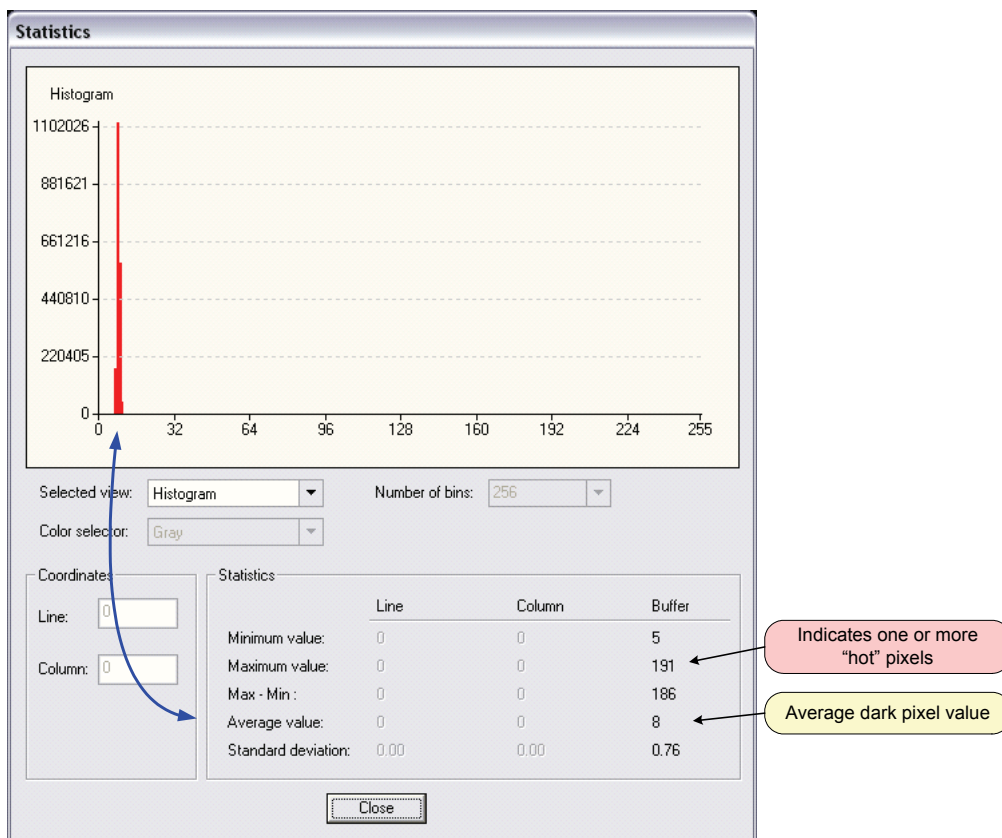 Statistics
Histogram
1102026
881621
661216
440810
220405
0
0 32 64 96 128 160 192 224 255
Selected view: Histogram Number of bins: 256
Color selector: Gray
Coordinates
Line: 0
Column: 0
Statistics
Line Column Buffer
Minimum value: 0 0 5
Maximum value: 0 0 191
Max - Min : 0 0 186
Average value: 0 0 8
Standard deviation: 0.00 0.00 0.76
Close
Indicates one or more
“hot” pixels
Average dark pixel value